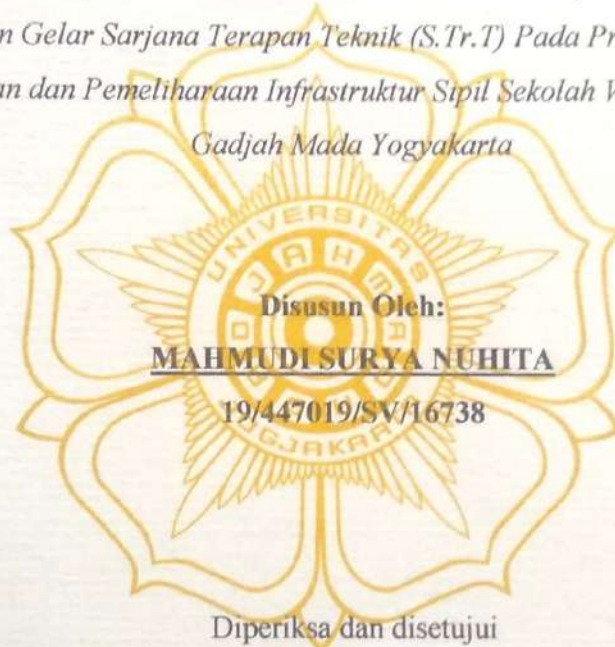 n Gelar Sarjana Terapan Teknik (S.Tr.T) Pada Pr
an dan Pemeliharaan Infrastruktur Sipil Sekolah V
Gadjah Mada Yogyakarta
UNIVERSITAS
Disusun Oleh:
MAHMUDI SURYA NUHITA
19/447019/SV/16738
Diperiksa dan disetujui